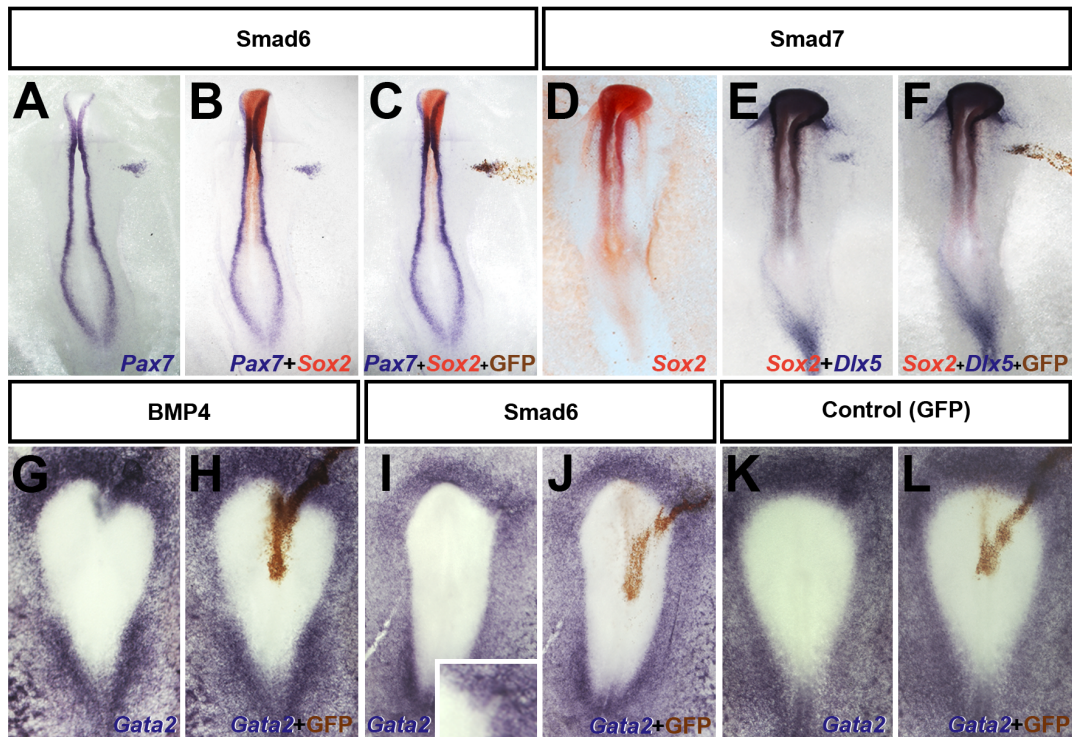 Smad6
Smad7
A
B
C
D
E
F
Pax7
Pax7+Sox2
Pax7+Sox2+GFP
Sox2
Sox2+Dlx5
Sox2+Dlx5+GFP
BMP4
Smad6
Control (GFP)
G
H
I
J
K
L
Gata2
Gata2+GFP
Gata2
Gata2+GFP
Gata2
Gata2+GFP